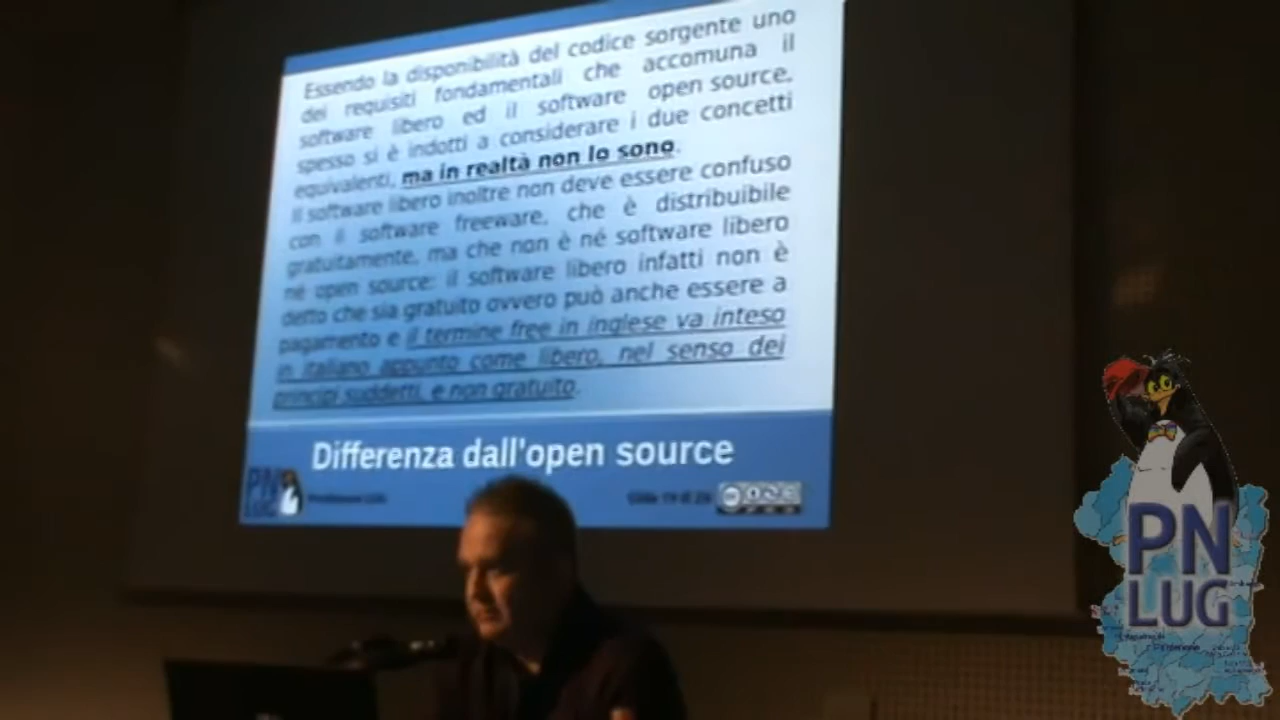 Essendo la disponibilità del codice sorgente uno
dei requisiti fondamentali che accomuna il
software libero ed il software open source,
spesso si è indotti a considerare i due concetti
equivalenti, ma in realtà non lo sono.
Il software libero inoltre non deve essere confuso
con il software freeware, che è distribuibile
gratuitamente, ma che non è né software libero
né open source: il software libero infatti non è
detto che sia gratuito ovvero può anche essere a
pagamento e il termine free in inglese va inteso
in italiano appunto come libero, nel senso dei
principi suddetti, e non gratuito.
Differenza dall'open source
PN
LUG
PN
LUG